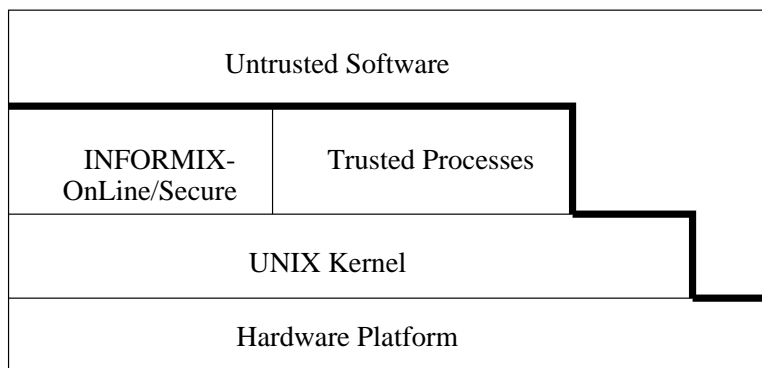 Untrusted Software
INFORMIX-
OnLine/Secure
Trusted Processes
UNIX Kernel
Hardware Platform